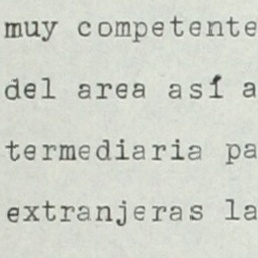 muy competente
del area así a
termediaria pa
extranjeras la